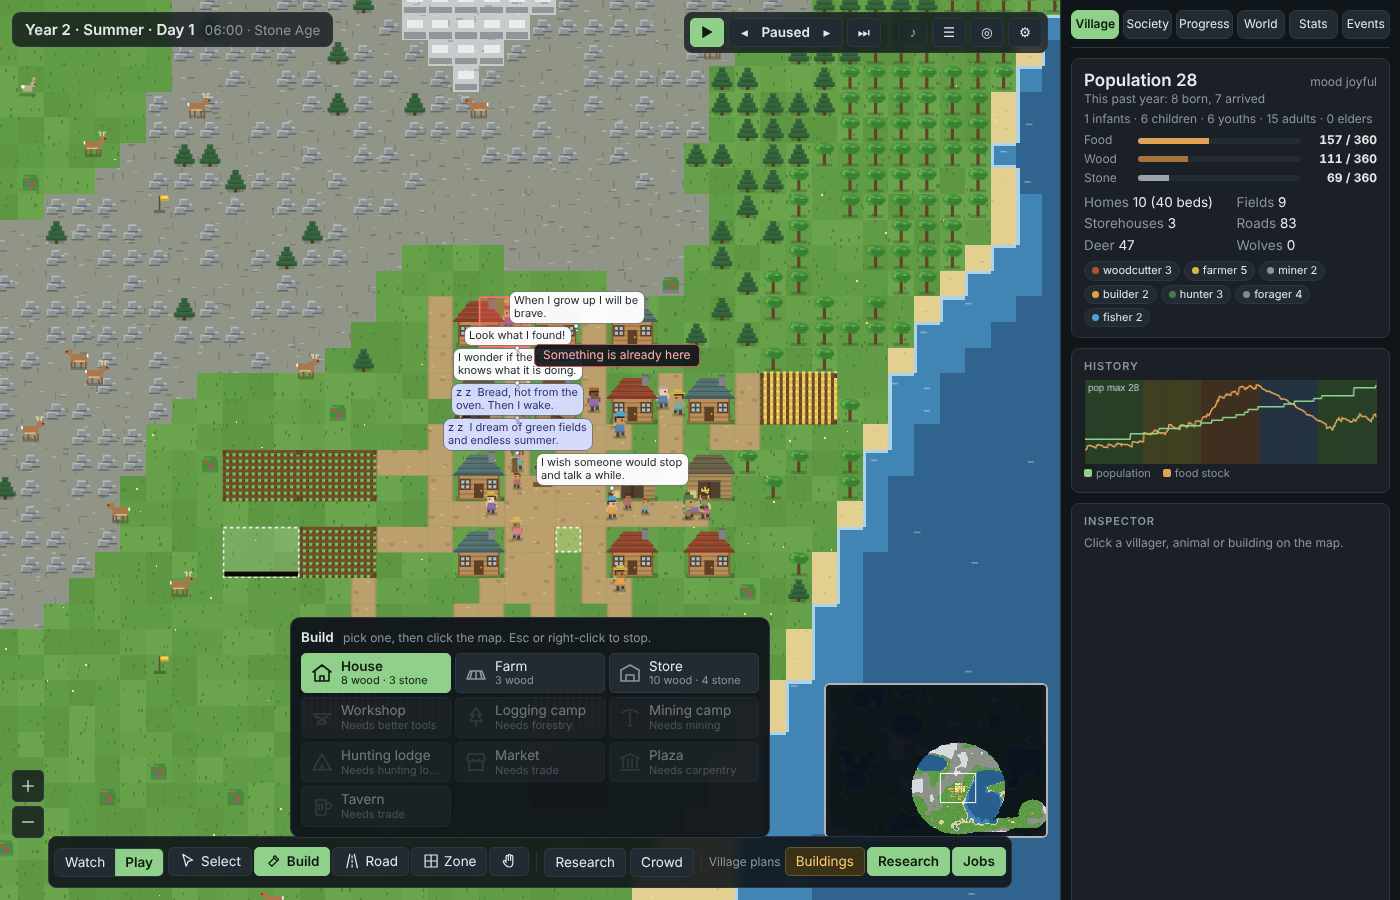 Year 2 · Summer · Day 1 06:00 · Stone Age
Paused
Village Society Progress World Stats Events
Population 28 mood joyful
This past year: 8 born, 7 arrived
1 infants · 6 children · 6 youths · 15 adults · 0 elders
Food 157 / 360
Wood 111 / 360
Stone 69 / 360
Homes 10 (40 beds) Fields 9
Storehouses 3 Roads 83
Deer 47 Wolves 0
woodcutter 3 farmer 5 miner 2
builder 2 hunter 3 forager 4
fisher 2
HISTORY
pop max 28
population food stock
INSPECTOR
Click a villager, animal or building on the map.
When I grow up I will be
brave.
Look what I found!
I wonder if the
knows what it is doing.
Something is already here
z z Bread, hot from the
oven. Then I wake.
z z I dream of green fields
and endless summer.
I wish someone would stop
and talk a while.
Build pick one, then click the map. Esc or right-click to stop.
House
8 wood · 3 stone
Farm
3 wood
Store
10 wood · 4 stone
Workshop
Needs better tools
Logging camp
Needs forestry
Mining camp
Needs mining
Hunting lodge
Needs hunting lo...
Market
Needs trade
Plaza
Needs carpentry
Tavern
Needs trade
+
−
Watch Play Select Build Road Zone Research Crowd Village plans Buildings Research Jobs